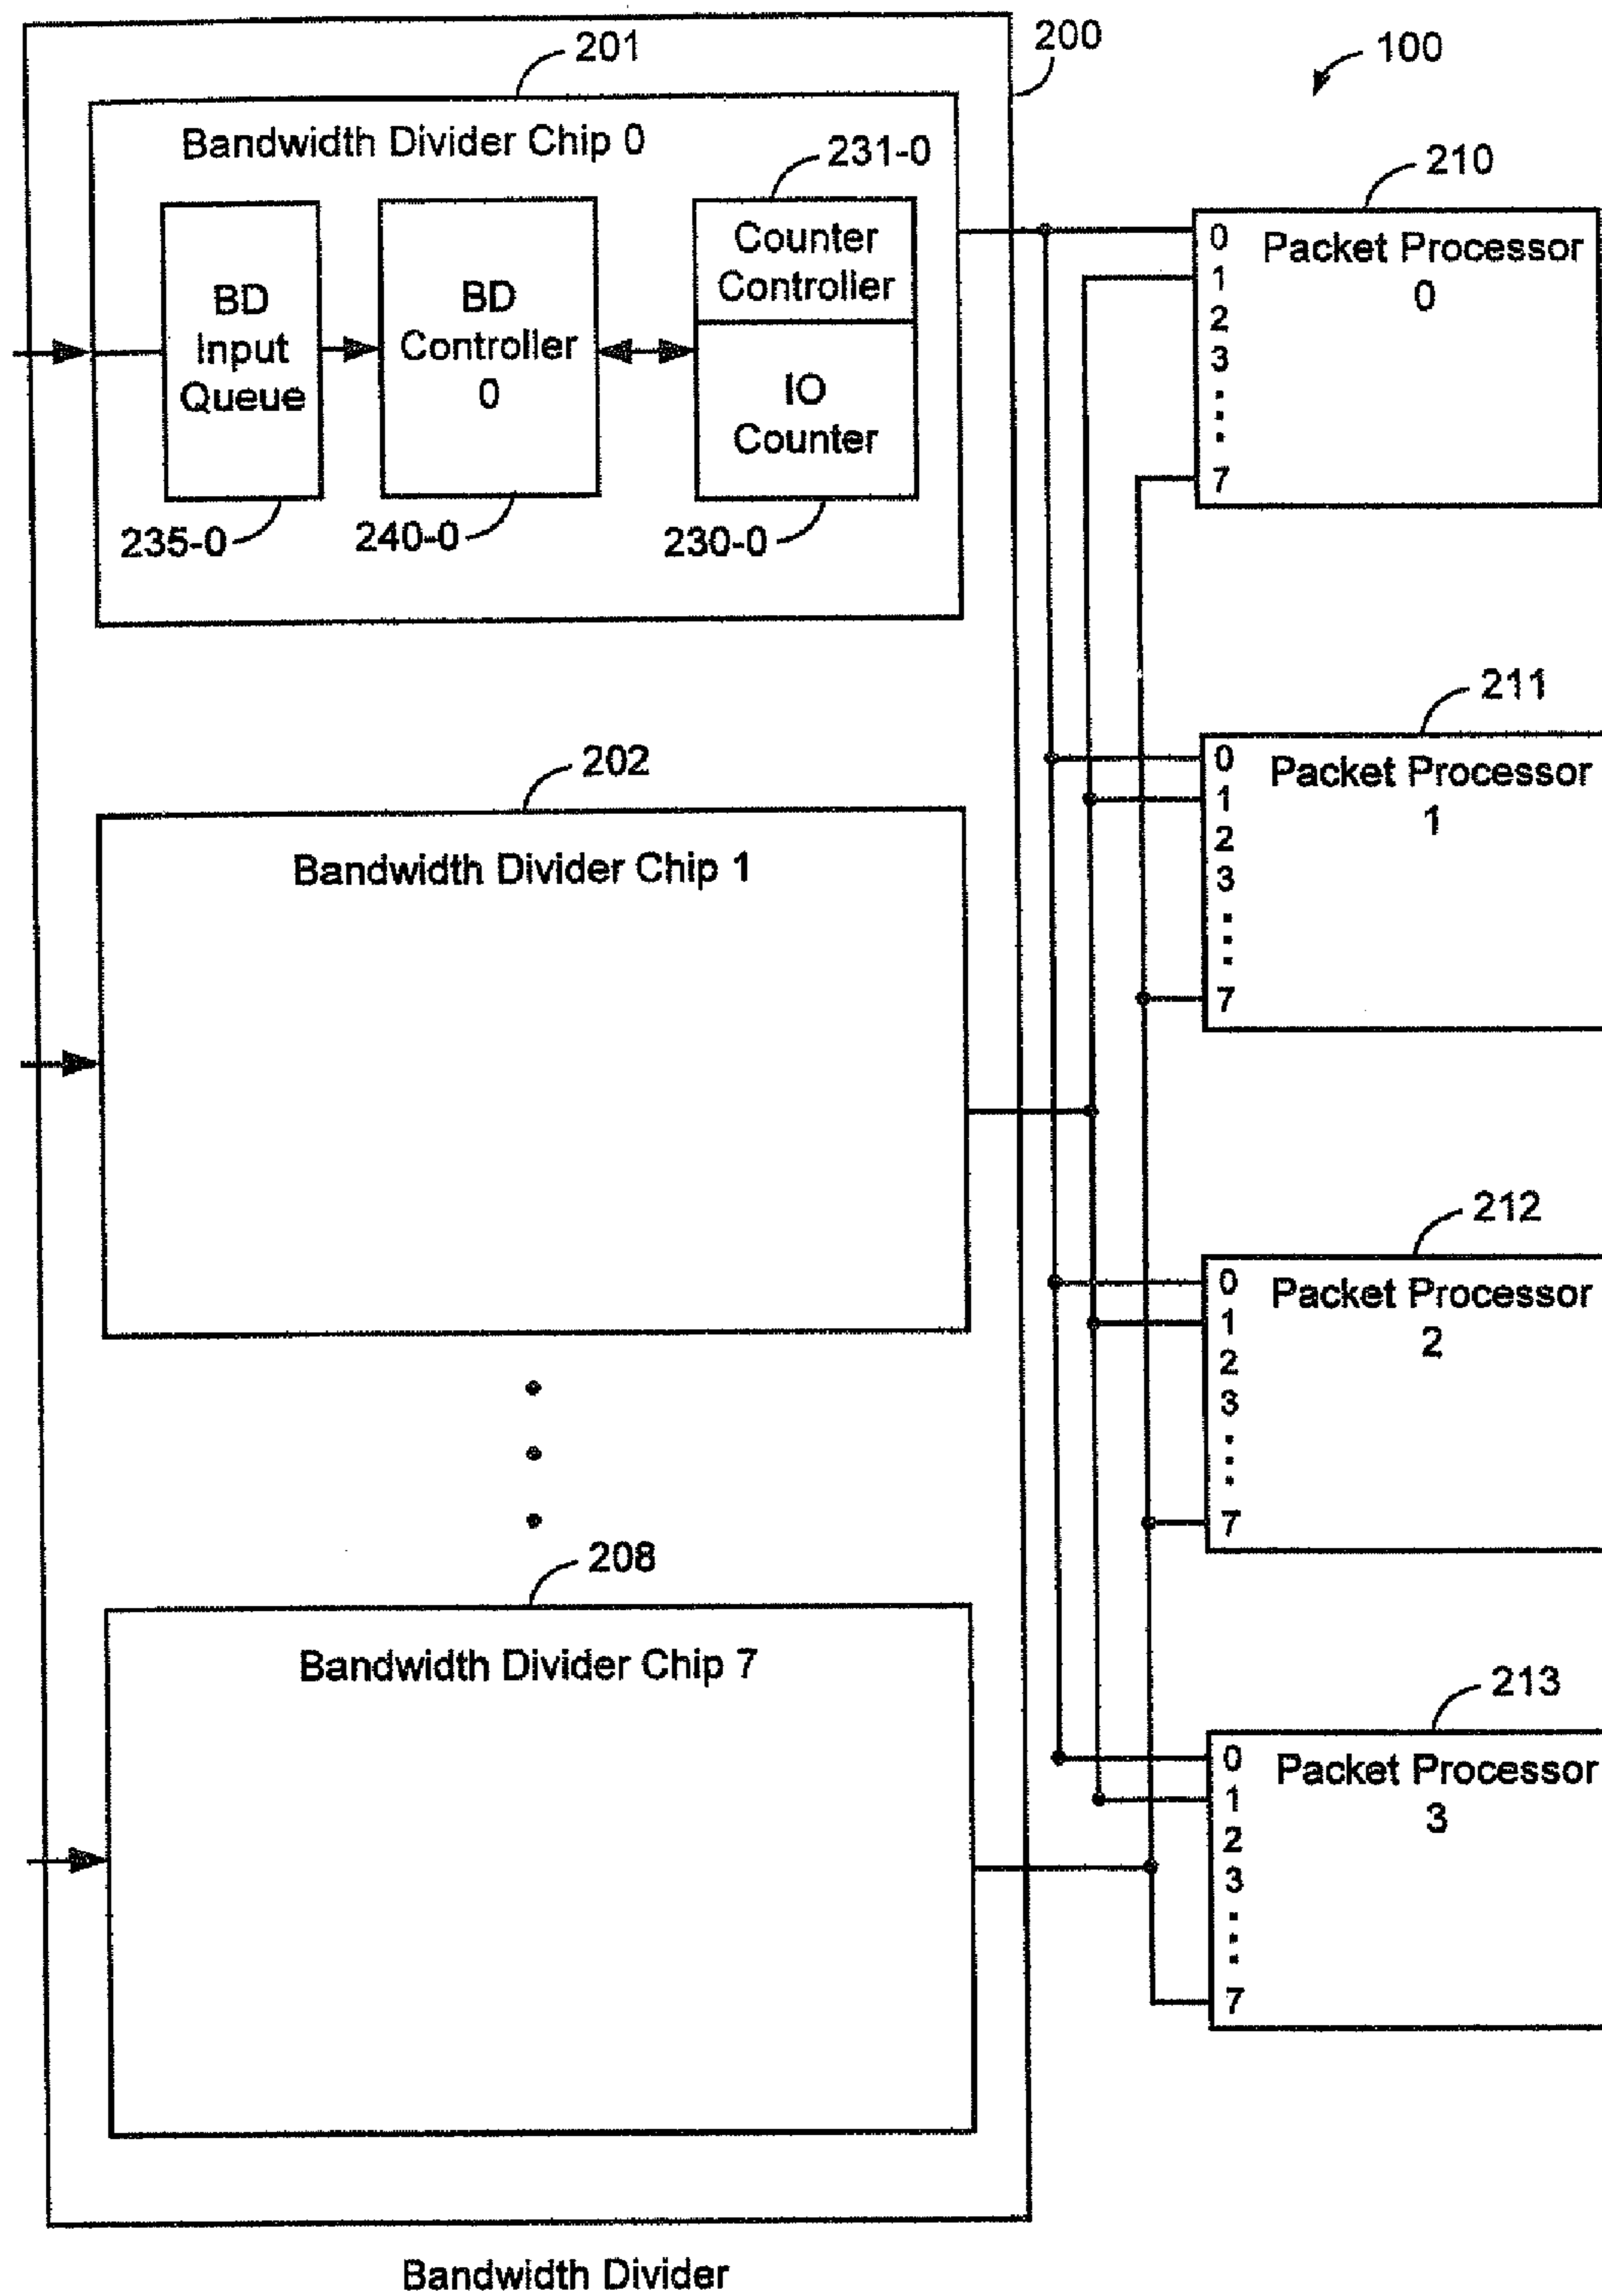 200
100
201
Bandwidth Divider Chip 0
231-0
BD
Input
Queue
BD
Controller
0
Counter
Controller
IO
Counter
235-0
240-0
230-0
210
0
1
2
3
7
Packet Processor
0
211
0
1
2
3
7
Packet Processor
1
202
Bandwidth Divider Chip 1
212
0
1
2
3
7
Packet Processor
2
208
Bandwidth Divider Chip 7
213
0
1
2
3
7
Packet Processor
3
Bandwidth Divider